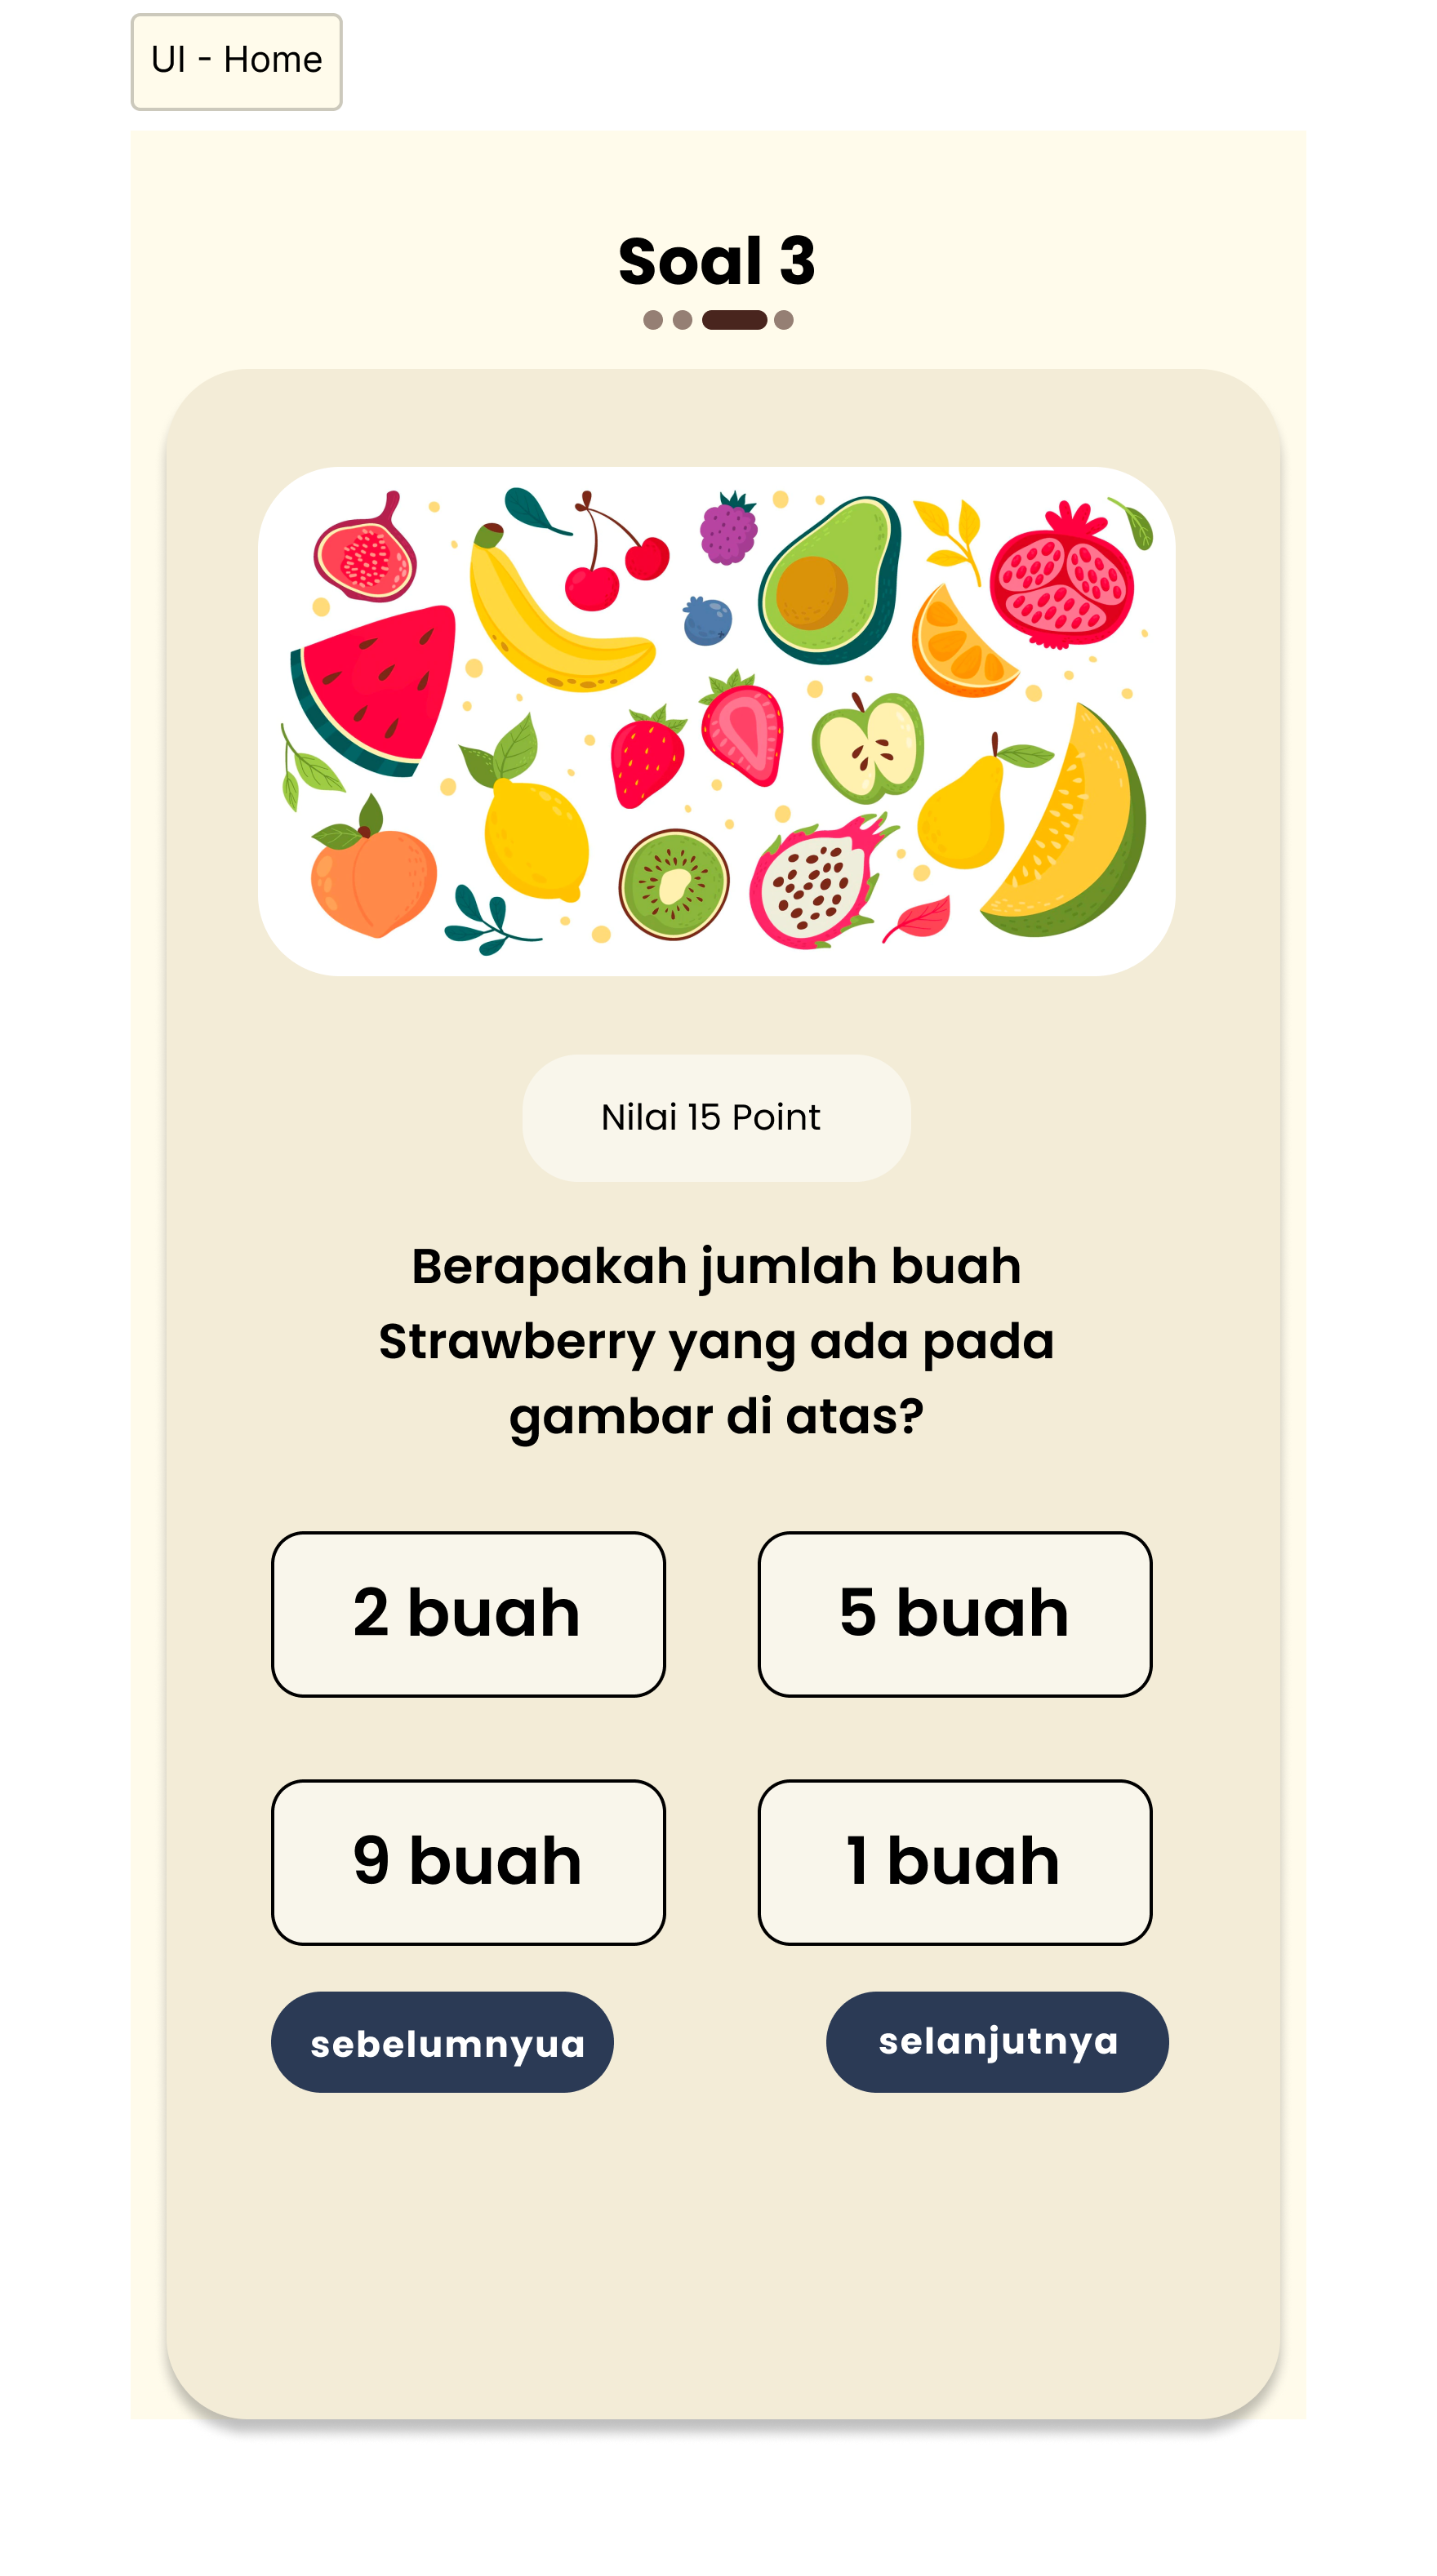 UI - Home
Soal 3
Nilai 15 Point
Berapakah jumlah buah
Strawberry yang ada pada
gambar di atas?
2 buah
5 buah
9 buah
1 buah
sebelumnyua
selanjutnya